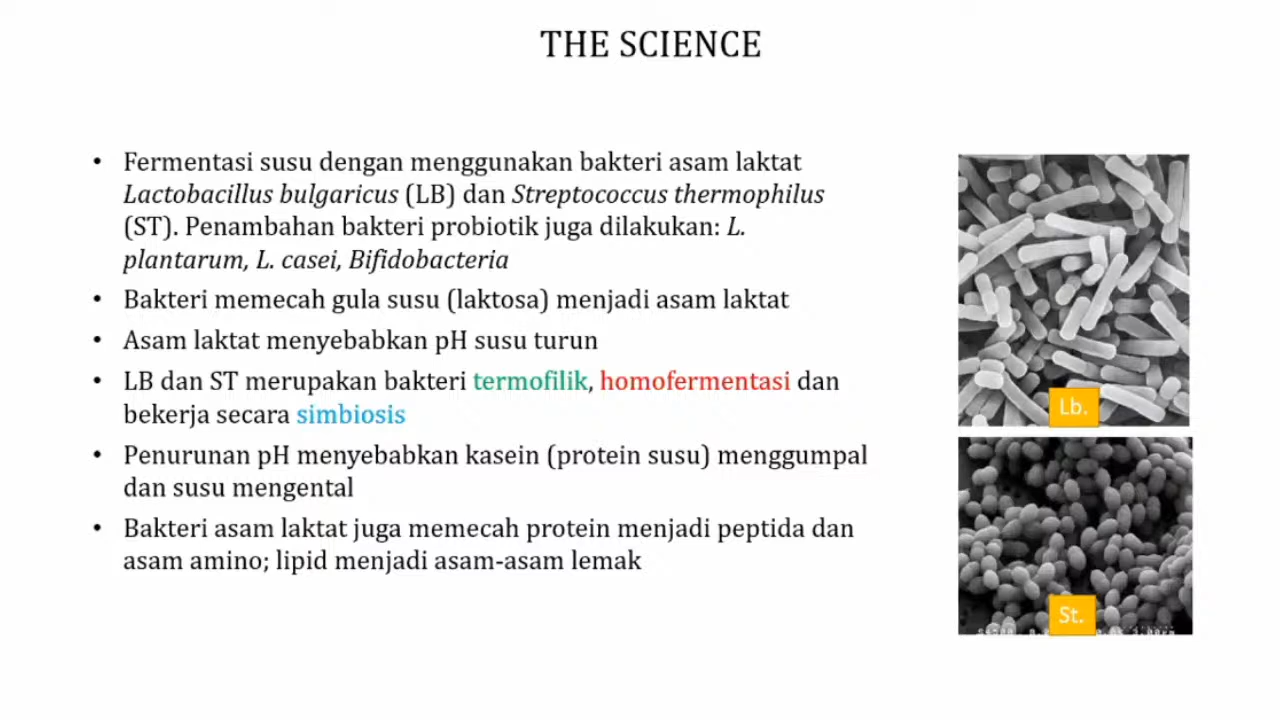 THE SCIENCE
• Fermentasi susu dengan menggunakan bakteri asam laktat
Lactobacillus bulgaricus (LB) dan Streptococcus thermophilus
(ST). Penambahan bakteri probiotik juga dilakukan: L.
plantarum, L. casei, Bifidobacteria
• Bakteri memecah gula susu (laktosa) menjadi asam laktat
• Asam laktat menyebabkan pH susu turun
• LB dan ST merupakan bakteri termofilik, homofermentasi dan
bekerja secara simbiosis
• Penurunan pH menyebabkan kasein (protein susu) menggumpal
dan susu mengental
• Bakteri asam laktat juga memecah protein menjadi peptida dan
asam amino; lipid menjadi asam-asam lemak
Lb.
St.